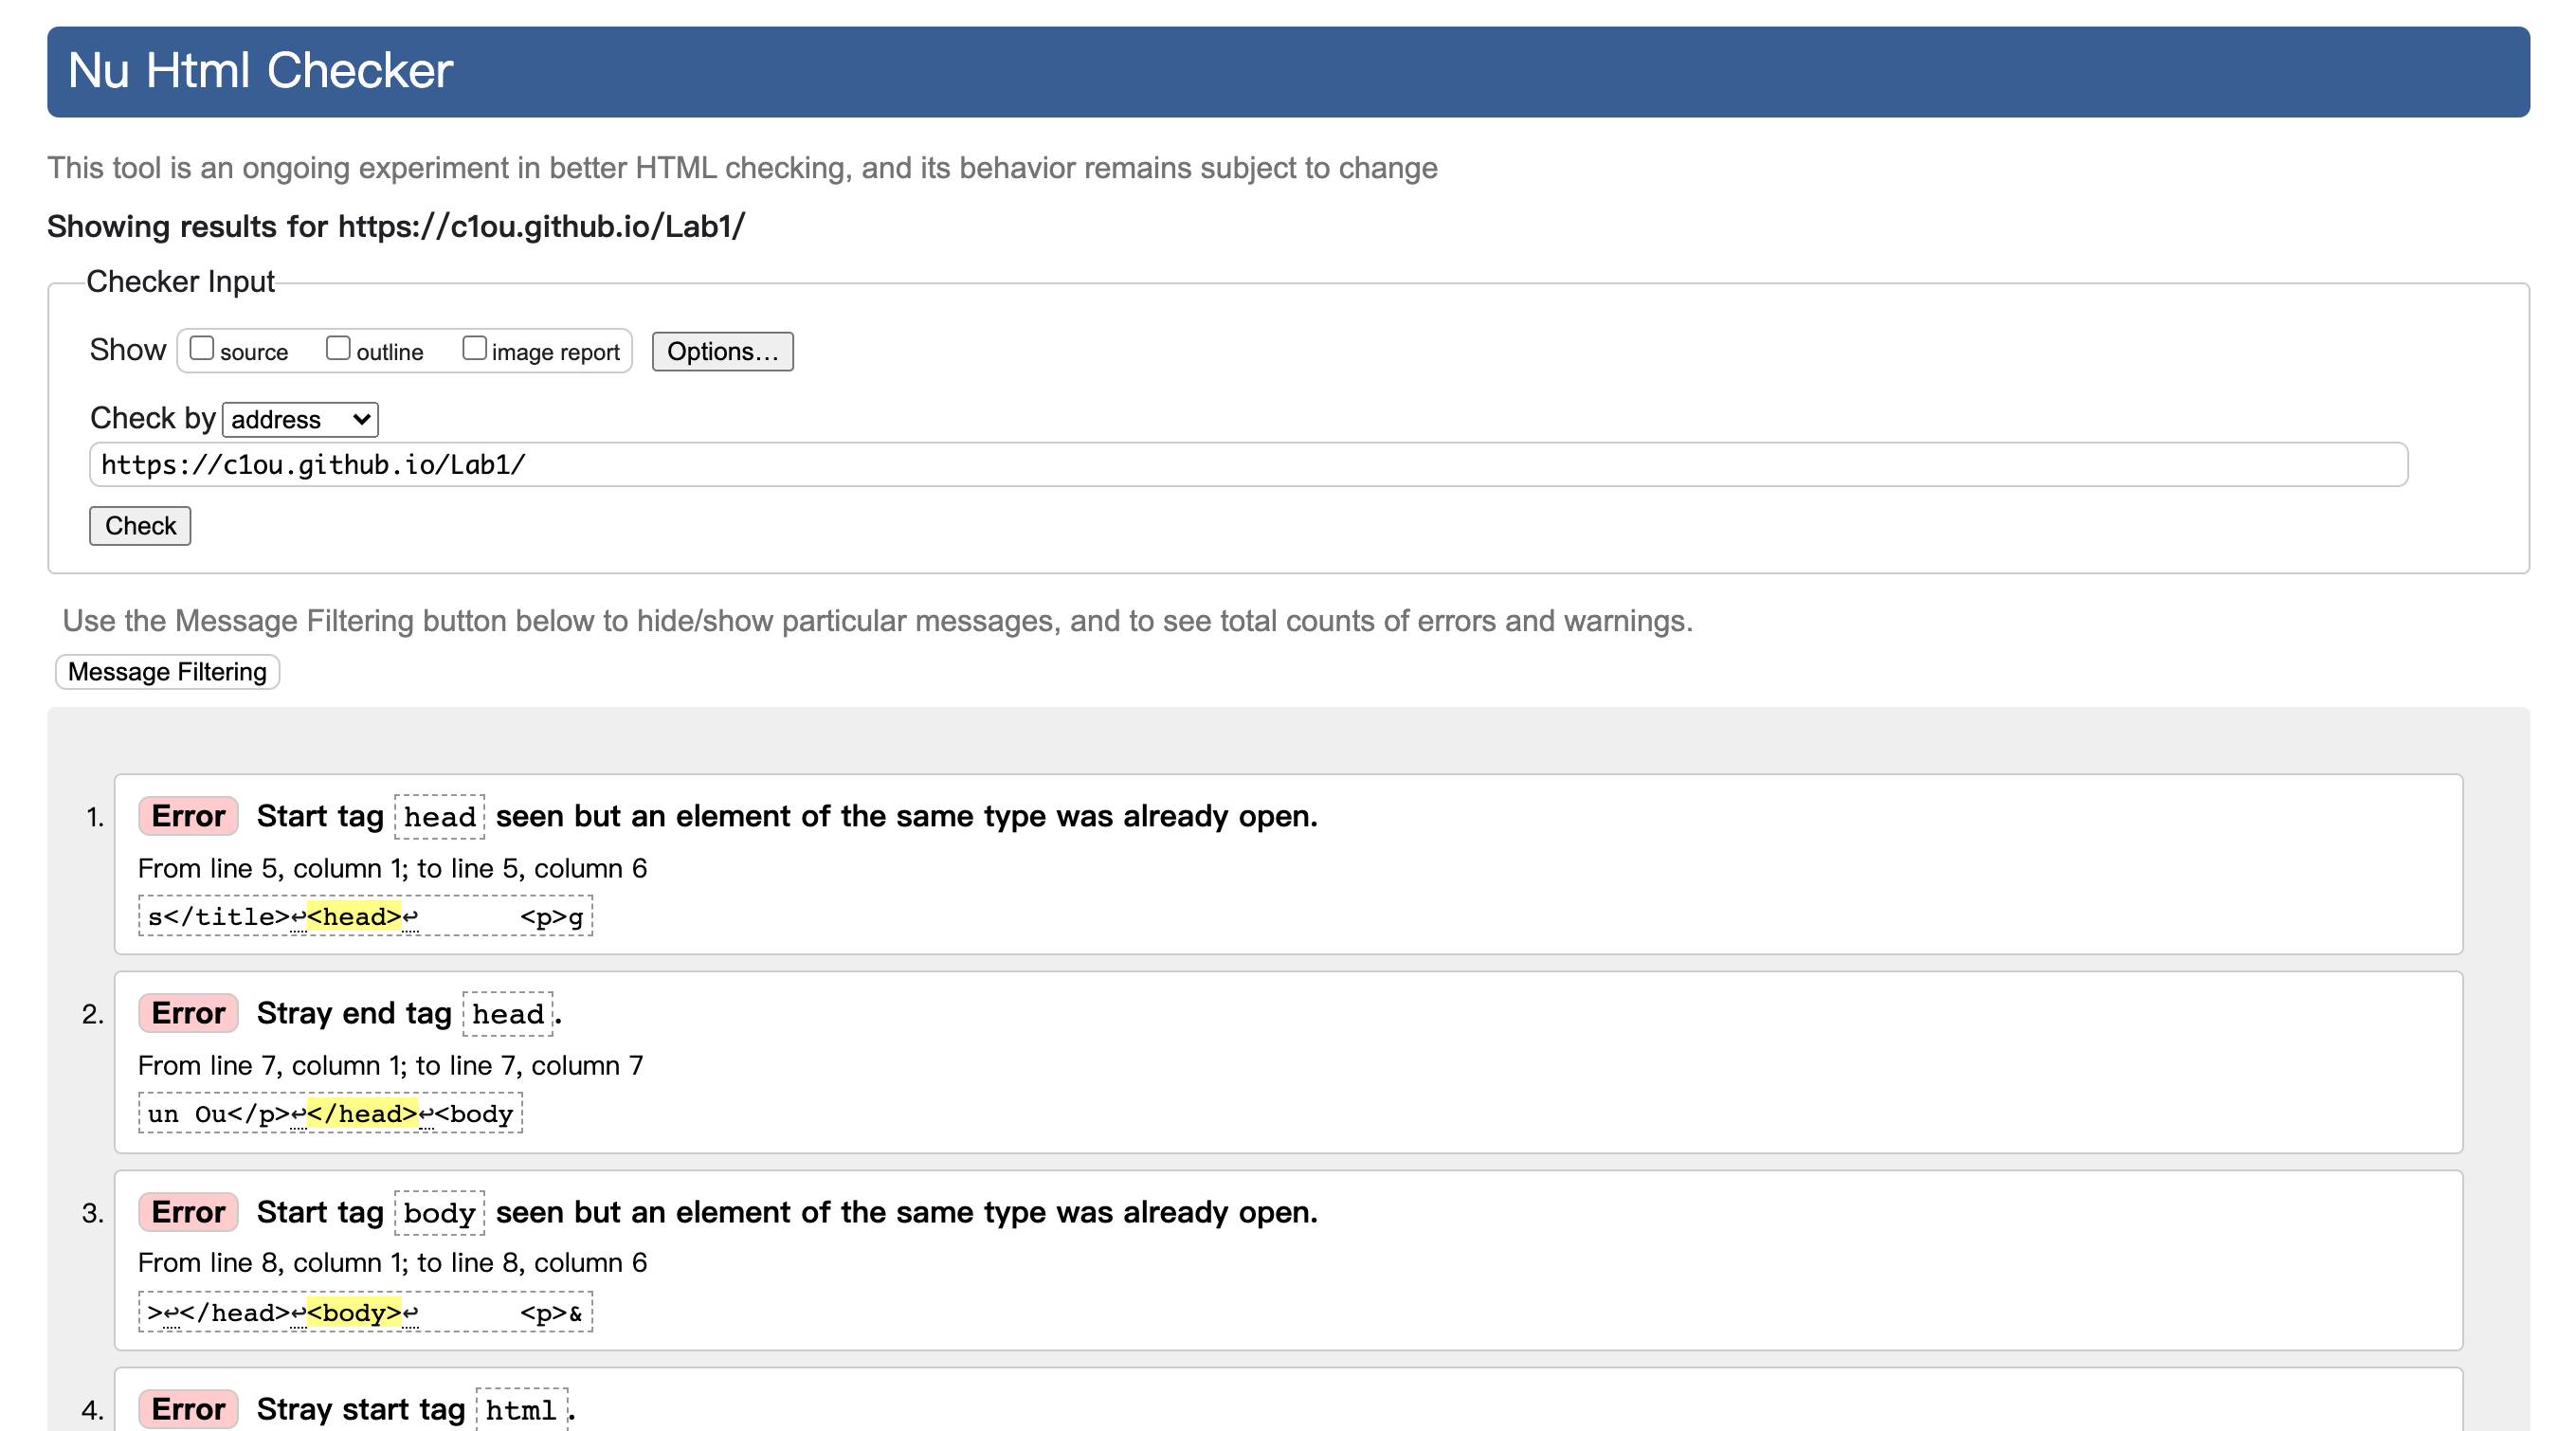 Nu Html Checker
This tool is an ongoing experiment in better HTML checking, and its behavior remains subject to change
Showing results for https://c1ou.github.io/Lab1/
Checker Input
Show source outline image report Options...
Check by address
https://c1ou.github.io/Lab1/
Check
Use the Message Filtering button below to hide/show particular messages, and to see total counts of errors and warnings.
Message Filtering
1. Error Start tag head seen but an element of the same type was already open.
From line 5, column 1; to line 5, column 6
s</title>↩<head>↩ <p>g
2. Error Stray end tag head.
From line 7, column 1; to line 7, column 7
un Ou</p>↩</head>↩<body
3. Error Start tag body seen but an element of the same type was already open.
From line 8, column 1; to line 8, column 6
>↩</head>↩<body>↩ <p>&
4. Error Stray start tag html.